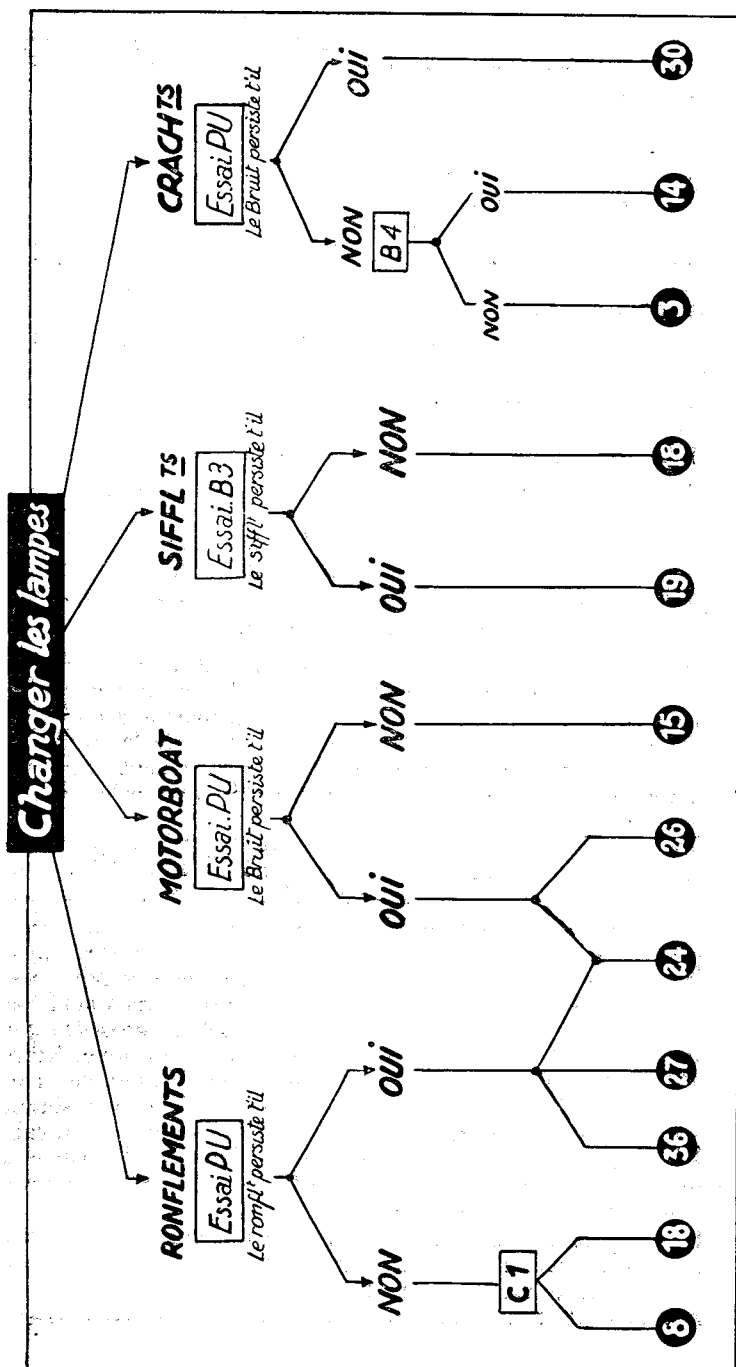 Changer les lampes
RONFLEMENTS
Essai PU
Le ronfl! persiste t'il
NON
C1
8
18
OUi
36
27
24
MOTORBOAT
Essai.PU
Le Bruit persiste t'il
OUi
26
NON
15
SIFFLTS
Essai.B3
Le siffl! persiste t'il
OUi
19
NON
18
CRACHTS
Essai.PU
Le Bruit persiste t'il
NON
B4
NON
3
OUi
14
OUi
30